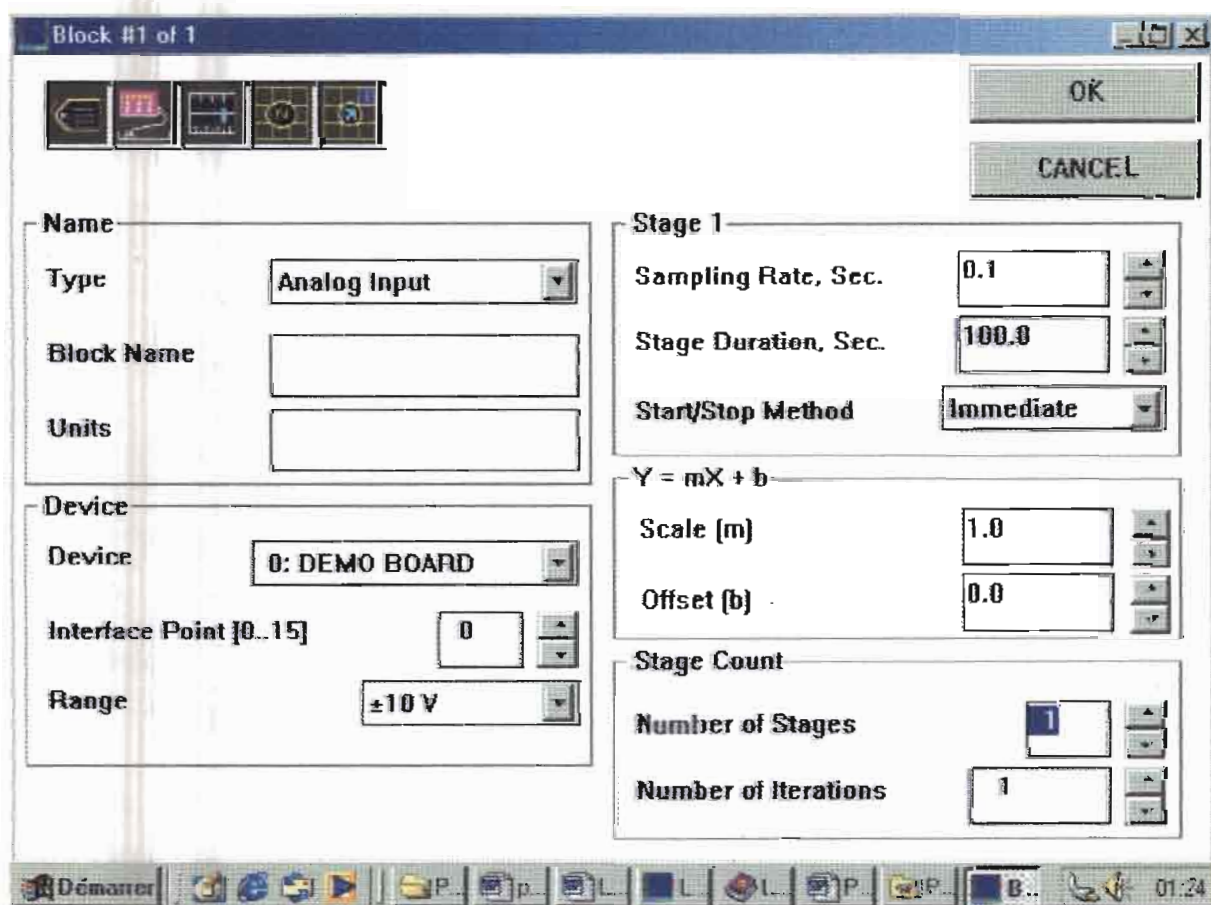 Block #1 of 1
OK
CANCEL
Name
Type
Analog Input
Block Name
Units
Device
Device
0: DEMO BOARD
Interface Point [0..15]
0
Range
±10 V
Stage 1
Sampling Rate, Sec.
0.1
Stage Duration, Sec.
100.0
Start/Stop Method
Immediate
Y = mX + b
Scale (m)
1.0
Offset (b)
0.0
Stage Count
Number of Stages
1
Number of Iterations
1
Démarrer P.. p... L.. L l... P.. P.. B.. 01:24